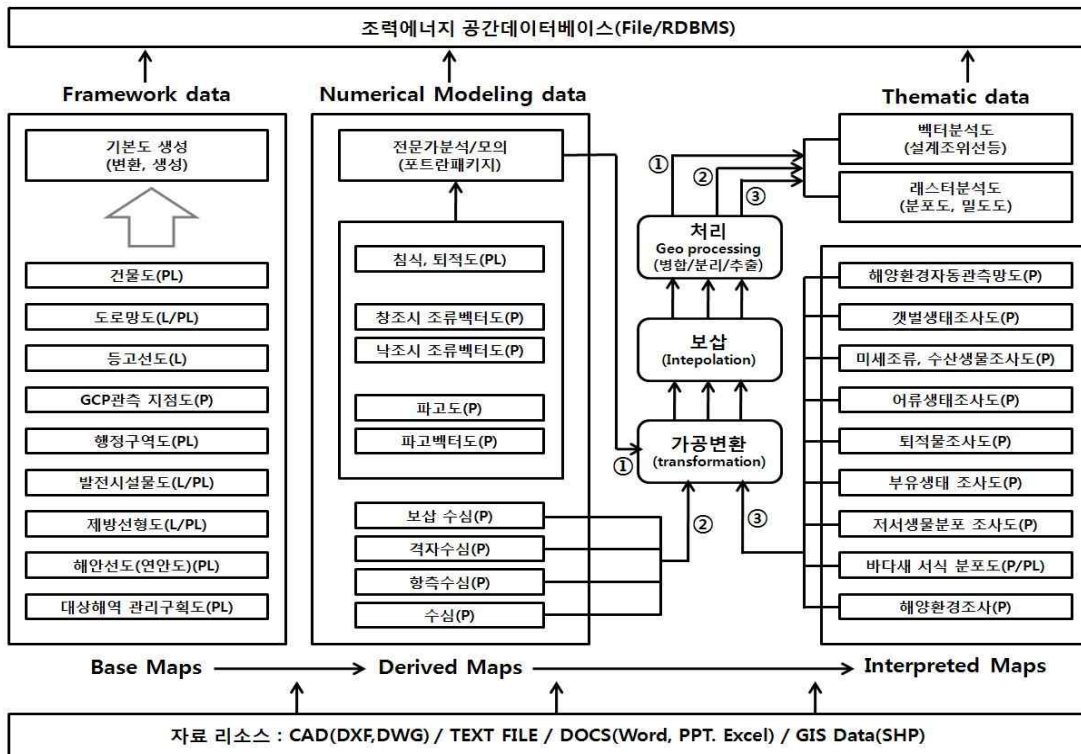 조력에너지 공간데이터베이스(File/RDBMS)
Framework data
기본도 생성
(변환, 생성)
건물도(PL)
도로망도(L/PL)
등고선도(L)
GCP관측 지점도(P)
행정구역도(PL)
발전시설물도(L/PL)
제방선형도(L/PL)
해안선도(연안도)(PL)
대상해역 관리구획도(PL)
Numerical Modeling data
전문가분석/모의
(포트란패키지)
침식, 퇴적도(PL)
창조시 조류벡터도(P)
낙조시 조류벡터도(P)
파고도(P)
파고벡터도(P)
보삽 수심(P)
격자수심(P)
항측수심(P)
수심(P)
①
②
③
처리
Geo processing
(병합/분리/추출)
보삽
(Intepolation)
가공변환
(transformation)
①
②
③
Thematic data
벡터분석도
(설계조위선등)
래스터분석도
(분포도, 밀도도)
해양환경자동관측망도(P)
갯벌생태조사도(P)
미세조류, 수산생물조사도(P)
어류생태조사도(P)
퇴적물조사도(P)
부유생태 조사도(P)
저서생물분포 조사도(P)
바다새 서식 분포도(P/PL)
해양환경조사(P)
Base Maps
Derived Maps
Interpreted Maps
자료 리소스 : CAD(DXF,DWG) / TEXT FILE / DOCS(Word, PPT. Excel) / GIS Data(SHP)